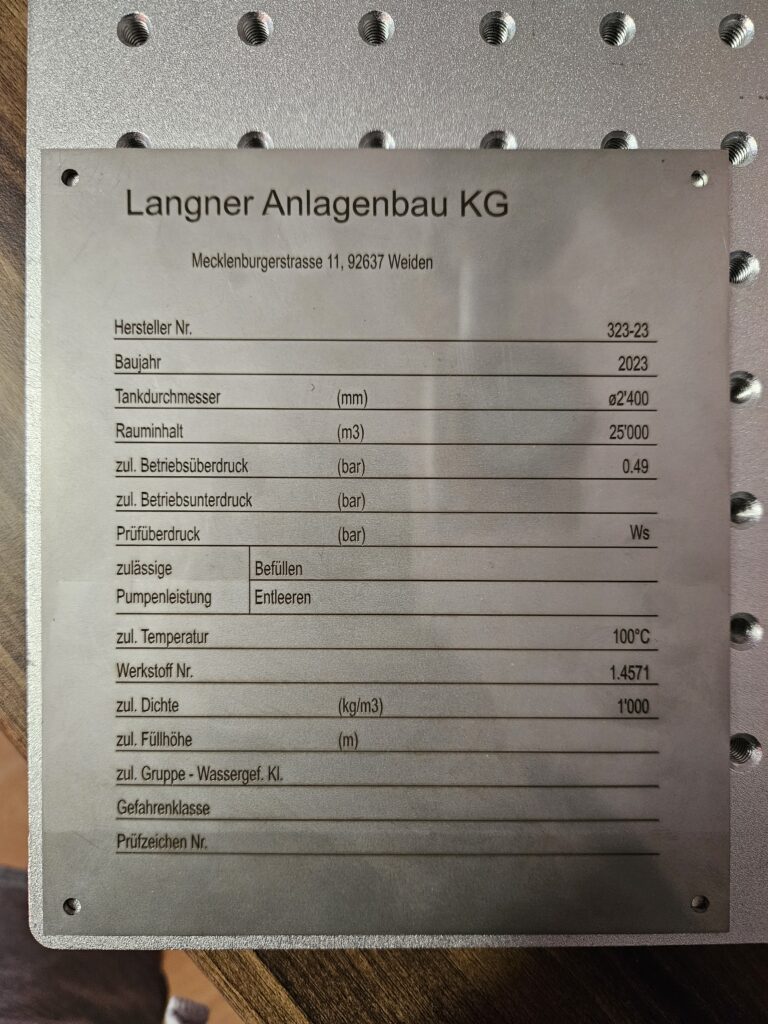 Langner Anlagenbau KG
Mecklenburgerstrasse 11, 92637 Weiden
Hersteller Nr. 323-23
Baujahr 2023
Tankdurchmesser (mm) ø2'400
Rauminhalt (m3) 25'000
zul. Betriebsüberdruck (bar) 0.49
zul. Betriebsunterdruck (bar)
Prüfüberdruck (bar) Ws
zulässige Befüllen
Pumpenleistung Entleeren
zul. Temperatur 100°C
Werkstoff Nr. 1.4571
zul. Dichte (kg/m3) 1'000
zul. Füllhöhe (m)
zul. Gruppe - Wassergef. Kl.
Gefahrenklasse
Prüfzeichen Nr.